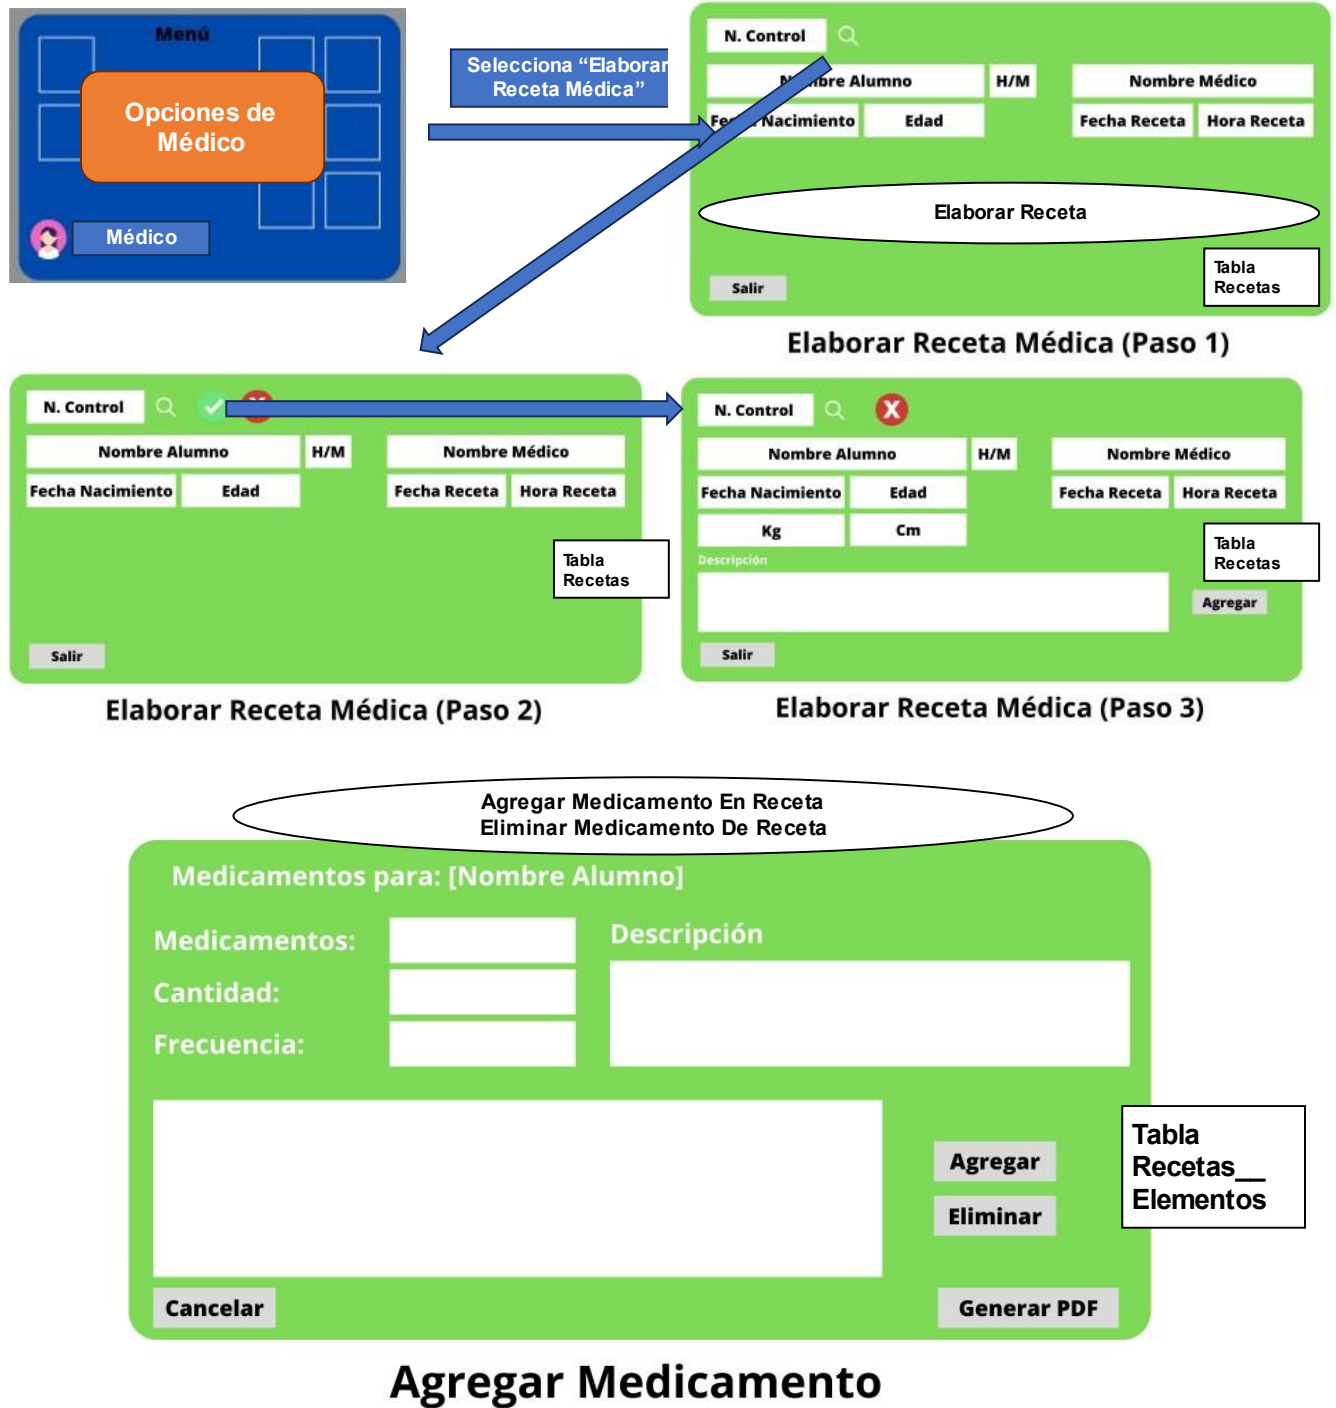 Menú
Opciones de
Médico
Médico
Selecciona “Elaborar
Receta Médica”
N. Control
Nombre Alumno
H/M
Nombre Médico
Fecha Nacimiento
Edad
Fecha Receta
Hora Receta
Elaborar Receta
Tabla
Recetas
Salir
Elaborar Receta Médica (Paso 1)
N. Control
Nombre Alumno
H/M
Nombre Médico
Fecha Nacimiento
Edad
Fecha Receta
Hora Receta
Tabla
Recetas
Salir
Elaborar Receta Médica (Paso 2)
N. Control
X
Nombre Alumno
H/M
Nombre Médico
Fecha Nacimiento
Edad
Fecha Receta
Hora Receta
Kg
Cm
Tabla
Recetas
Descripción
Agregar
Salir
Elaborar Receta Médica (Paso 3)
Agregar Medicamento En Receta
Eliminar Medicamento De Receta
Medicamentos para: [Nombre Alumno]
Medicamentos:
Descripción
Cantidad:
Frecuencia:
Tabla
Recetas__
Elementos
Agregar
Eliminar
Cancelar
Generar PDF
Agregar Medicamento